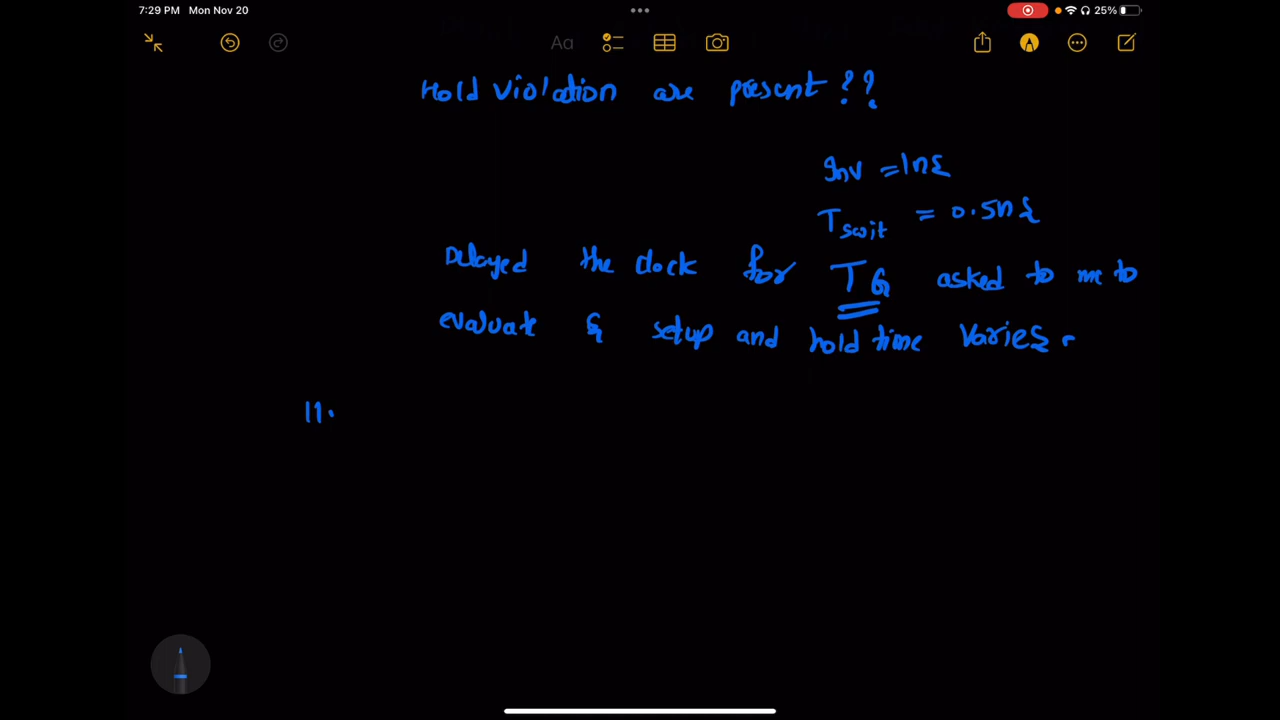 7:29 PM Mon Nov 20
25%
Aa
Hold violation are present??
Inv = 1ns
Tswit = 0.5ns
Delayed the clock for TG asked to me to
evaluate & setup and hold time varies.
11.